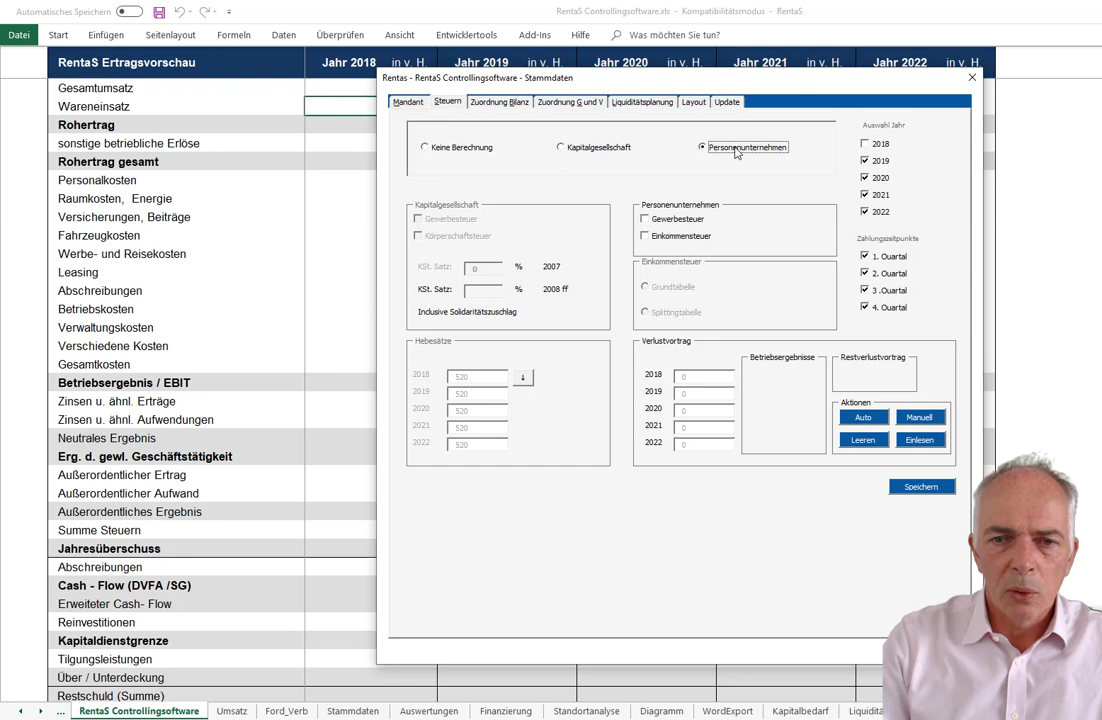 Automatisches Speichern
RentaS Controllingsoftware.xls - Kompatibilitätsmodus - RentaS
Datei Start Einfügen Seitenlayout Formeln Daten Überprüfen Ansicht Entwicklertools Add-Ins Hilfe Was möchten Sie tun?
RentaS Ertragsvorschau Jahr 2018 in v. H. Jahr 2019 in v. H. Jahr 2020 in v. H. Jahr 2021 in v. H. Jahr 2022 in v. H.
Gesamtumsatz
Wareneinsatz
Rohertrag
sonstige betriebliche Erlöse
Rohertrag gesamt
Personalkosten
Raumkosten, Energie
Versicherungen, Beiträge
Fahrzeugkosten
Werbe- und Reisekosten
Leasing
Abschreibungen
Betriebskosten
Verwaltungskosten
Verschiedene Kosten
Gesamtkosten
Betriebsergebnis / EBIT
Zinsen u. ähnl. Erträge
Zinsen u. ähnl. Aufwendungen
Neutrales Ergebnis
Erg. d. gewl. Geschäftstätigkeit
Außerordentlicher Ertrag
Außerordentlicher Aufwand
Außerordentliches Ergebnis
Summe Steuern
Jahresüberschuss
Abschreibungen
Cash - Flow (DVFA /SG)
Erweiterter Cash- Flow
Reinvestitionen
Kapitaldienstgrenze
Tilgungsleistungen
Über / Unterdeckung
Restschuld (Summe)
Rentas - RentaS Controllingsoftware - Stammdaten
Mandant Steuern Zuordnung Bilanz Zuordnung G und V Liquiditätsplanung Layout Update
Keine Berechnung Kapitalgesellschaft Personenunternehmen
Auswahl Jahr
2018
2019
2020
2021
2022
Zahlungszeitpunkte
1. Quartal
2. Quartal
3 .Quartal
4. Quartal
Kapitalgesellschaft
Gewerbesteuer
Körperschaftsteuer
KSt. Satz: 0 % 2007
KSt. Satz: % 2008 ff
Inclusive Solidaritätszuschlag
Personenunternehmen
Gewerbesteuer
Einkommensteuer
Einkommensteuer
Grundtabelle
Splittingtabelle
Hebesätze
2018 520
2019 520
2020 520
2021 520
2022 520
Verlustvortrag
2018 0
2019 0
2020 0
2021 0
2022 0
Betriebsergebnisse
Restverlustvortrag
Aktionen
Auto Manuell
Leeren Einlesen
Speichern
... RentaS Controllingsoftware Umsatz Ford_Verb Stammdaten Auswertungen Finanzierung Standortanalyse Diagramm WordExport Kapitalbedarf